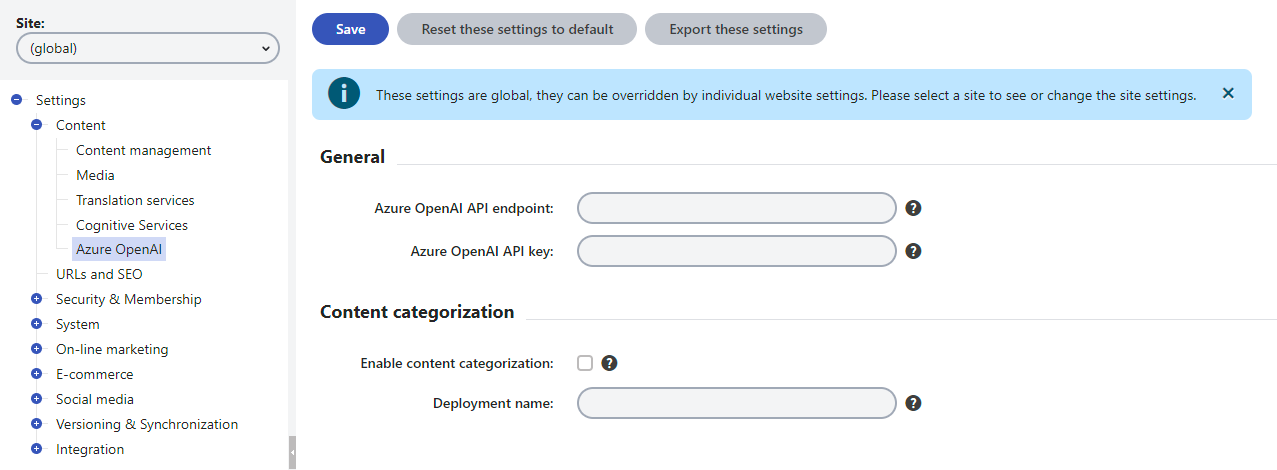 Site:
(global)
Settings
Content
Content management
Media
Translation services
Cognitive Services
Azure OpenAI
URLs and SEO
Security & Membership
System
On-line marketing
E-commerce
Social media
Versioning & Synchronization
Integration
Save
Reset these settings to default
Export these settings
These settings are global, they can be overridden by individual website settings. Please select a site to see or change the site settings.
General
Azure OpenAI API endpoint:
Azure OpenAI API key:
Content categorization
Enable content categorization:
Deployment name: